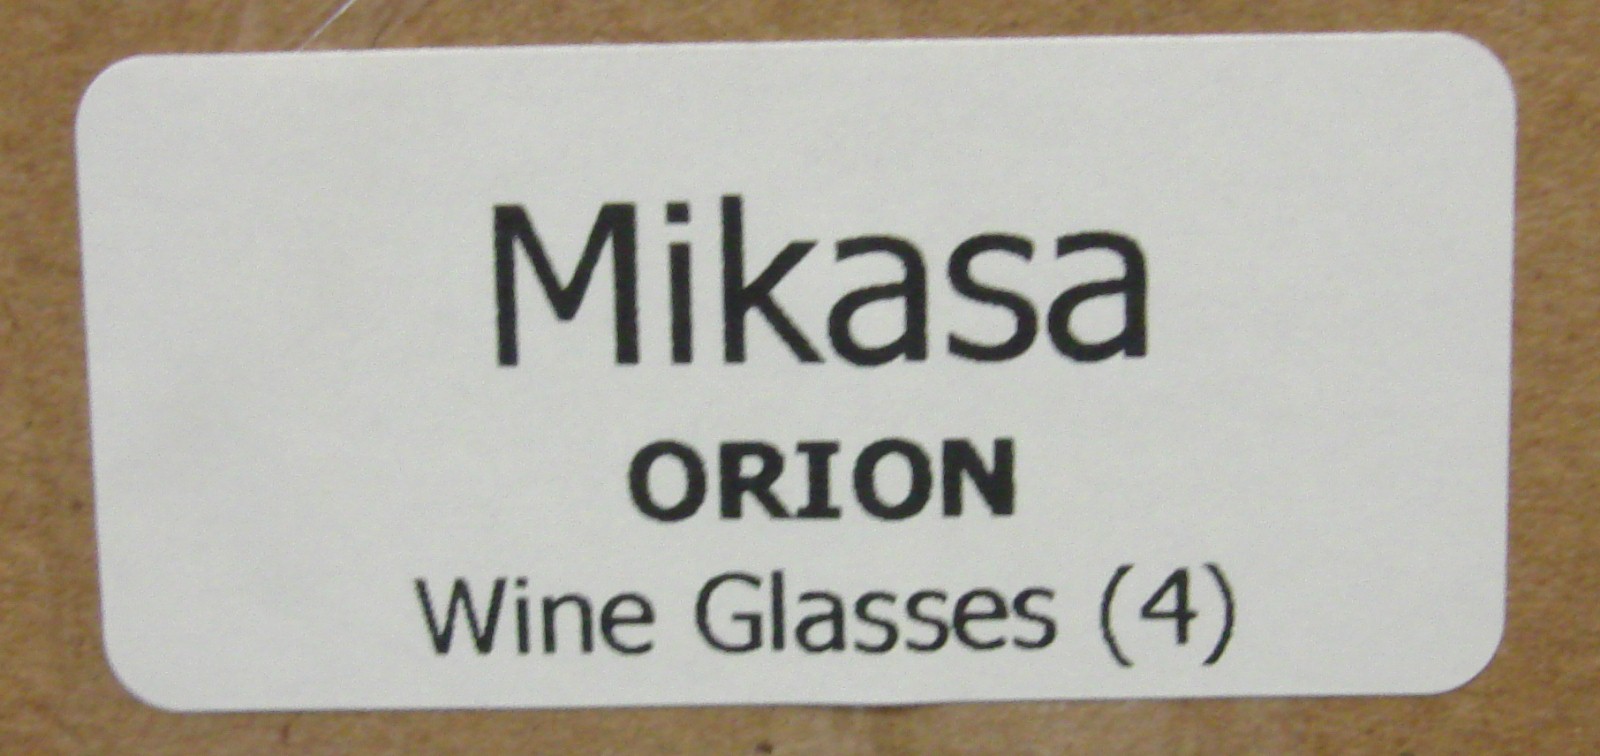 Mikasa
ORION
Wine Glasses (4)